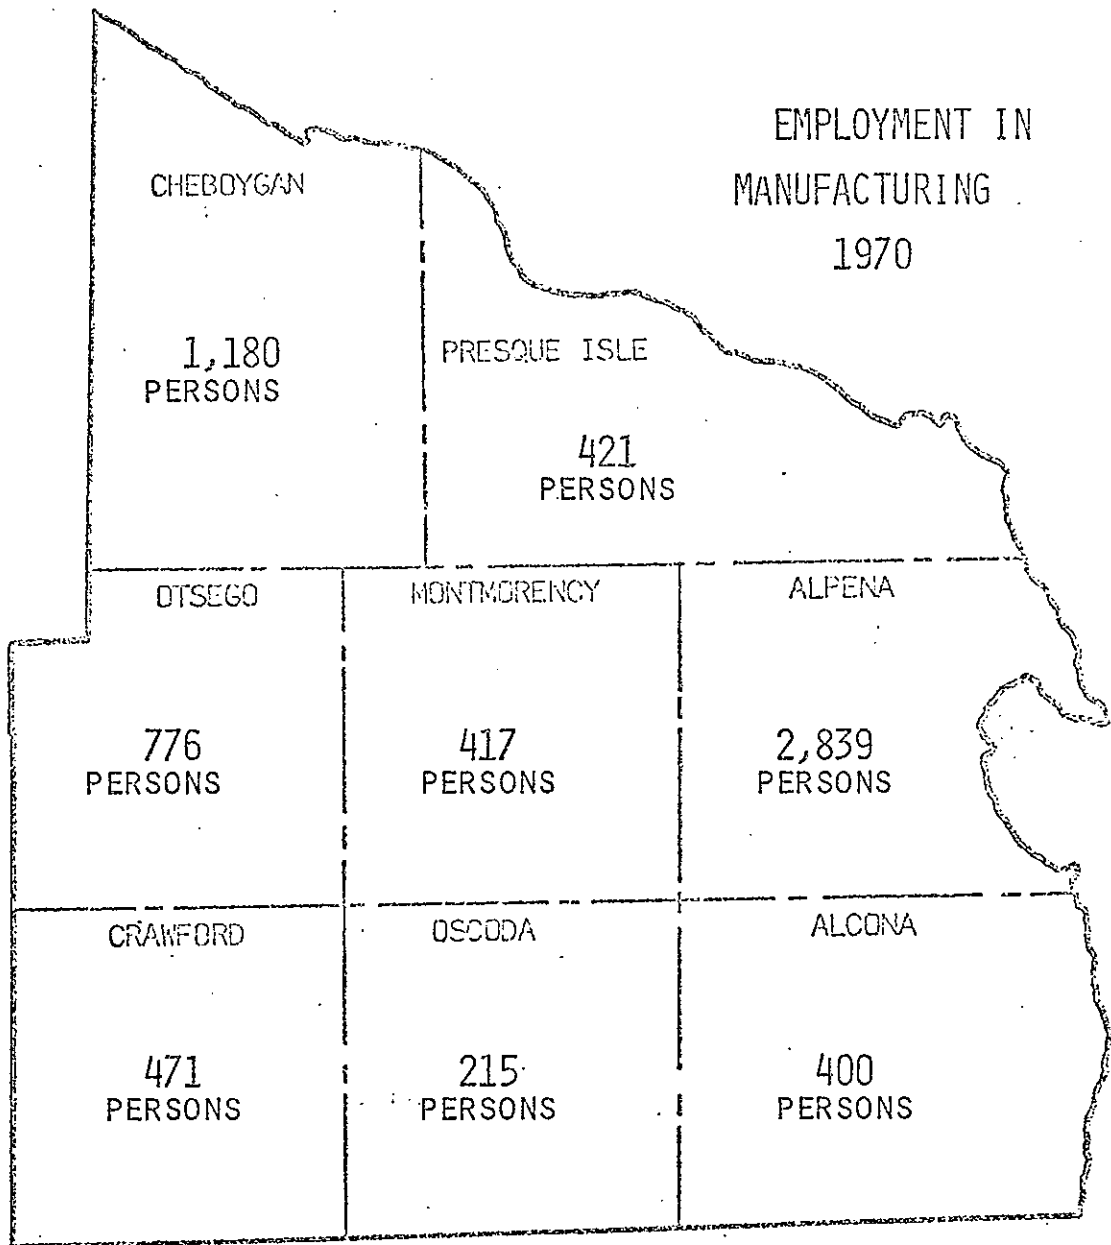 EMPLOYMENT IN
MANUFACTURING
1970
CHEBOYGAN
1,180
PERSONS
PRESQUE ISLE
421
PERSONS
OTSEGO
776
PERSONS
MONTMORENCY
417
PERSONS
ALPENA
2,839
PERSONS
CRAWFORD
471
PERSONS
OSCODA
215
PERSONS
ALCONA
400
PERSONS